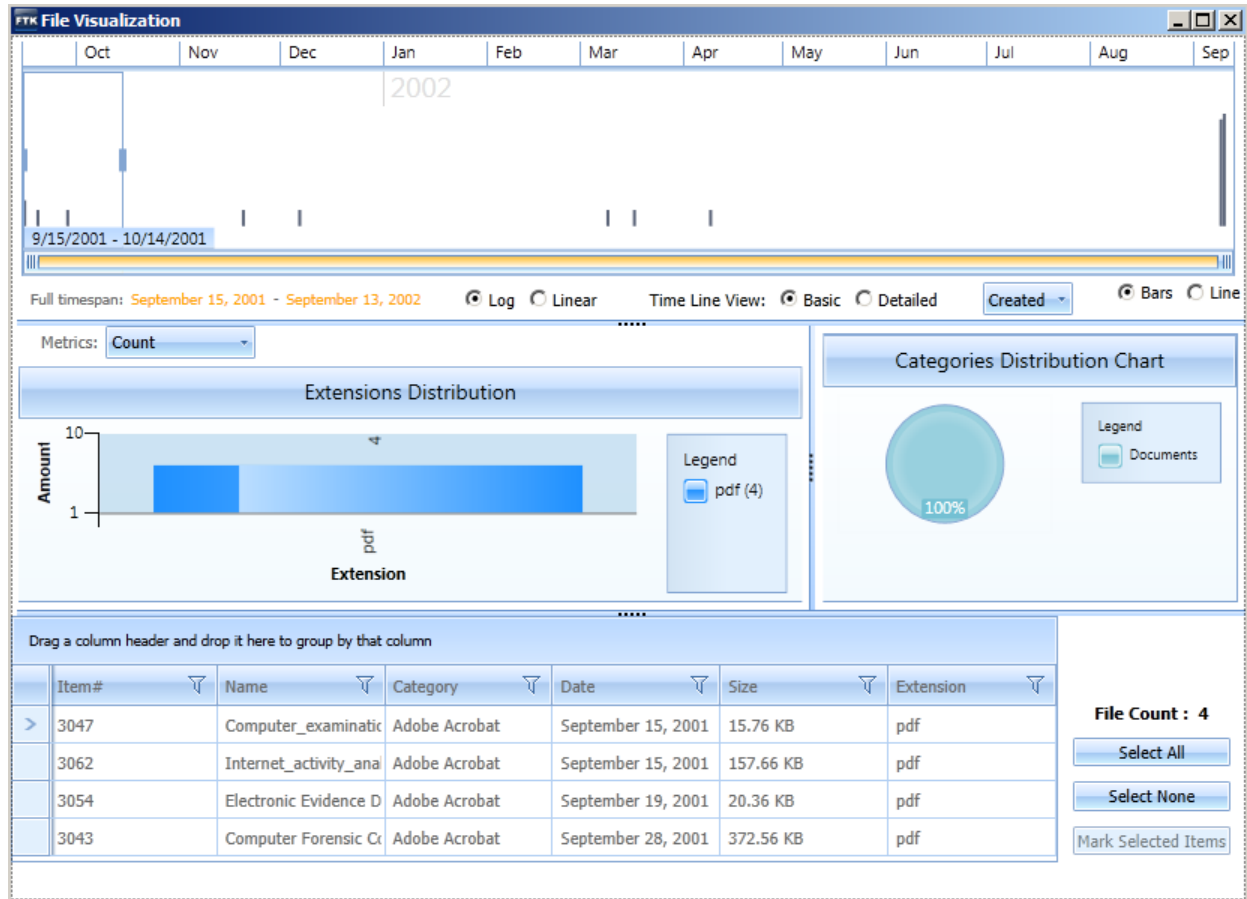 FTK File Visualization
Oct Nov Dec Jan Feb Mar Apr May Jun Jul Aug Sep
2002
9/15/2001 - 10/14/2001
Full timespan: September 15, 2001 - September 13, 2002 Log Linear Time Line View: Basic Detailed Created Bars Line
Metrics: Count
Extensions Distribution
Amount
10
1
4
pdf
Extension
Legend
pdf (4)
Categories Distribution Chart
100%
Legend
Documents
Drag a column header and drop it here to group by that column
Item# Name Category Date Size Extension
3047 Computer_examinatic Adobe Acrobat September 15, 2001 15.76 KB pdf
3062 Internet_activity_anal Adobe Acrobat September 15, 2001 157.66 KB pdf
3054 Electronic Evidence D Adobe Acrobat September 19, 2001 20.36 KB pdf
3043 Computer Forensic Co Adobe Acrobat September 28, 2001 372.56 KB pdf
File Count : 4
Select All
Select None
Mark Selected Items